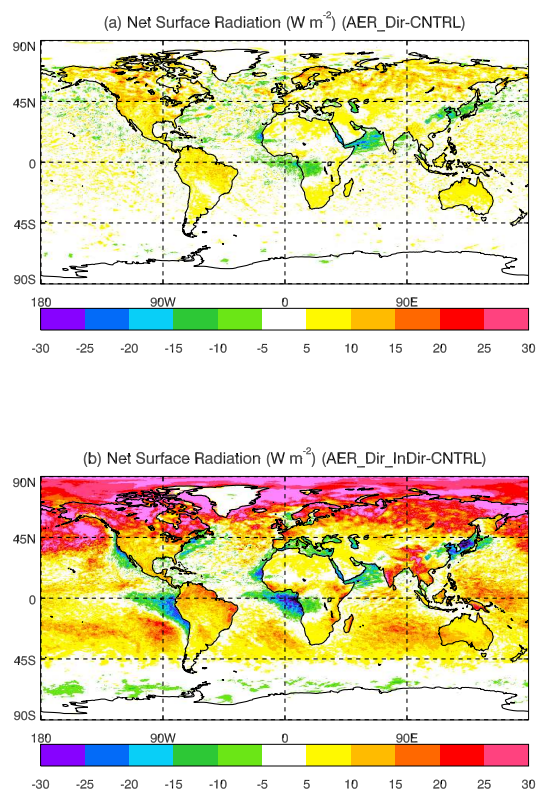 (a) Net Surface Radiation (W m-2) (AER_Dir-CNTRL)
90N
45N
0
45S
90S
180 90W 0 90E
-30 -25 -20 -15 -10 -5 5 10 15 20 25 30
(b) Net Surface Radiation (W m-2) (AER_Dir_InDir-CNTRL)
90N
45N
0
45S
90S
180 90W 0 90E
-30 -25 -20 -15 -10 -5 5 10 15 20 25 30